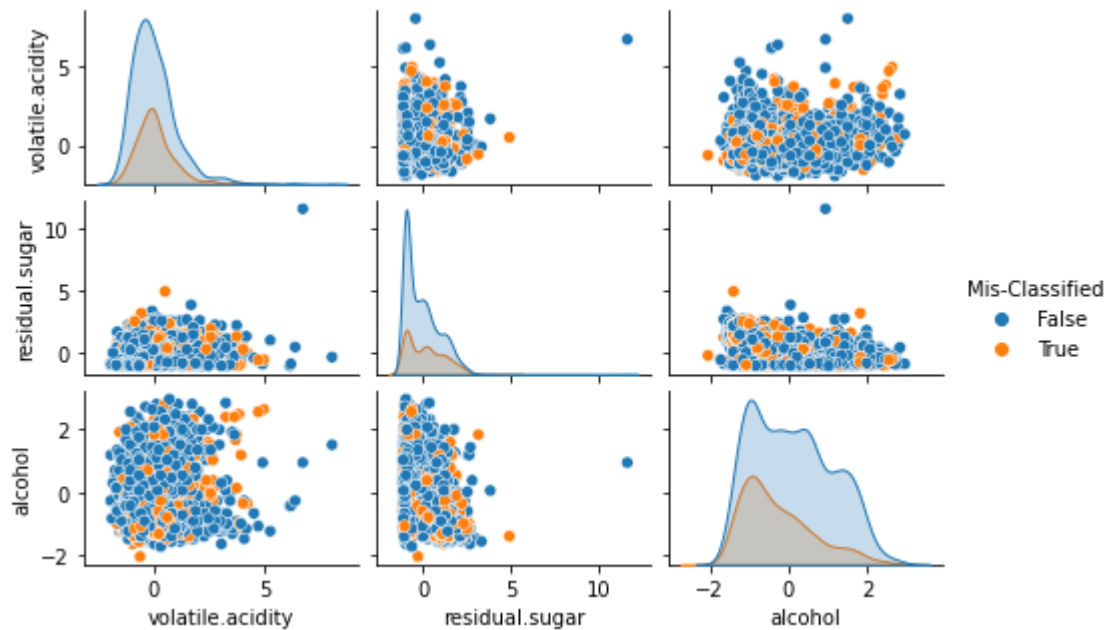 volatile.acidity
5
0
residual.sugar
10
5
0
Mis-Classified
False
True
alcohol
2
0
−2
0
5
0
5
10
−2
0
2
volatile.acidity
residual.sugar
alcohol